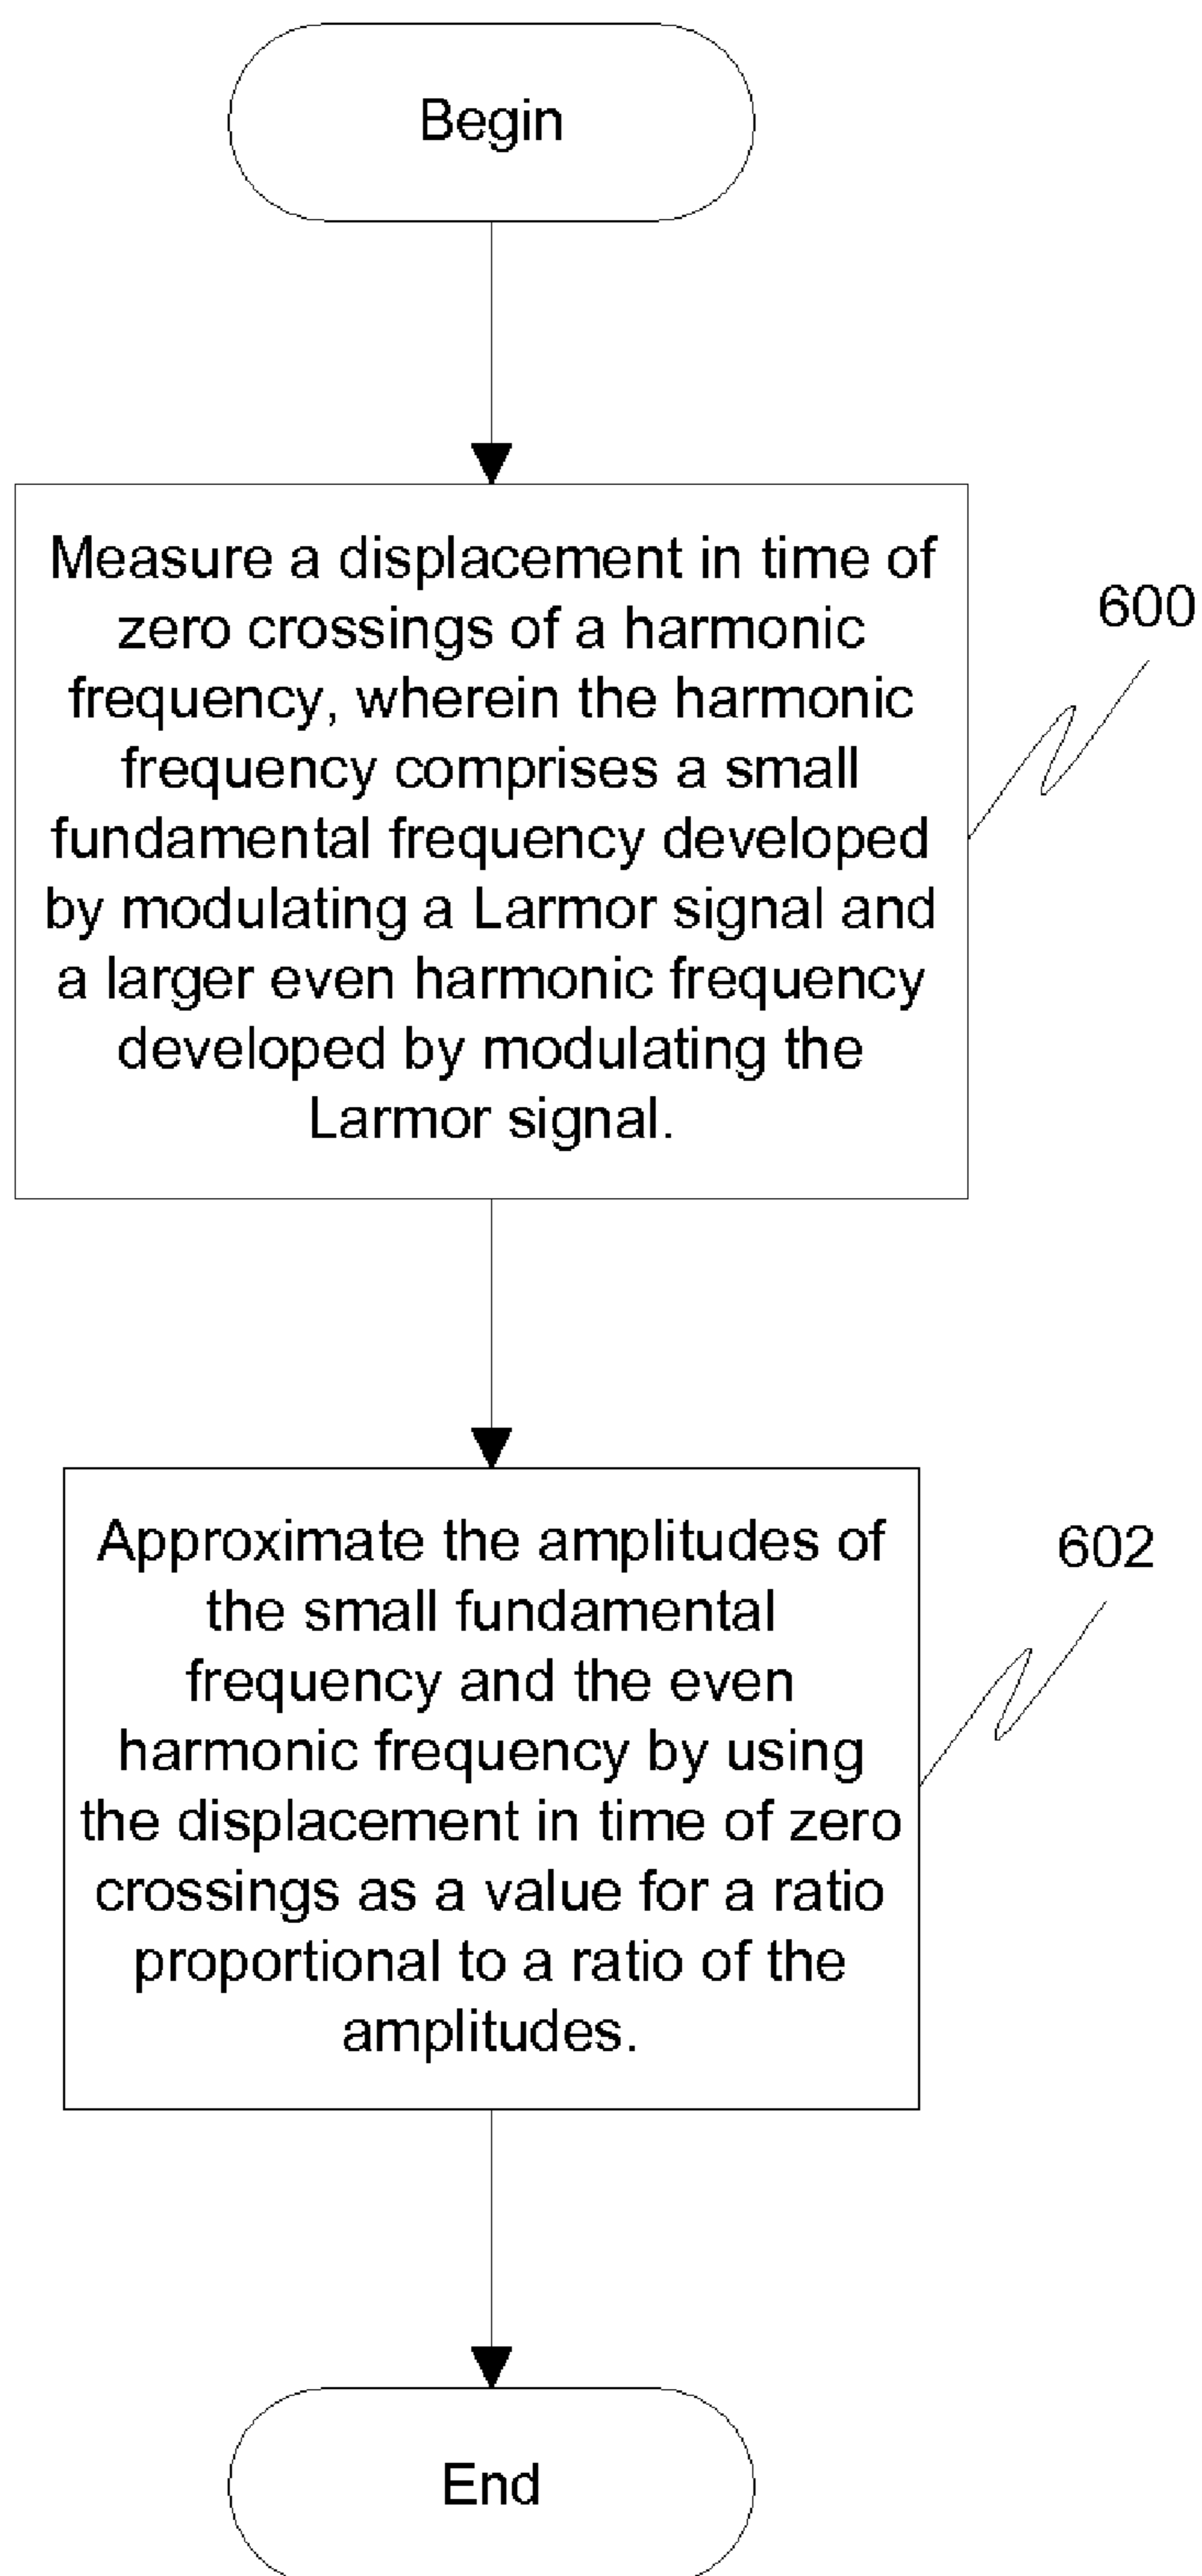 Begin
Measure a displacement in time of
zero crossings of a harmonic
frequency, wherein the harmonic
frequency comprises a small
fundamental frequency developed
by modulating a Larmor signal and
a larger even harmonic frequency
developed by modulating the
Larmor signal.
600
Approximate the amplitudes of
the small fundamental
frequency and the even
harmonic frequency by using
the displacement in time of zero
crossings as a value for a ratio
proportional to a ratio of the
amplitudes.
602
End